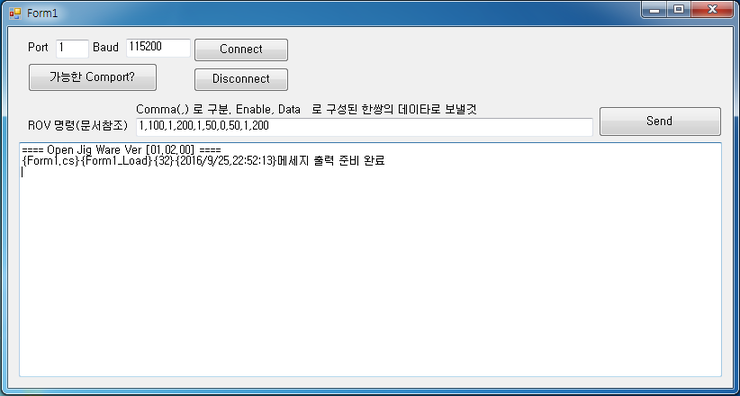 Form1
Port 1 Baud 115200 Connect
가능한 Comport? Disconnect
Comma(,) 로 구분, Enable, Data 로 구성된 한쌍의 데이타로 보낼것
ROV 명령(문서참조) 1,100,1,200,1,50,0,50,1,200 Send
==== Open Jig Ware Ver [01,02,00] ====
{Form1.cs}{Form1_Load}{32}{2016/9/25,22:52:13}메세지 출력 준비 완료